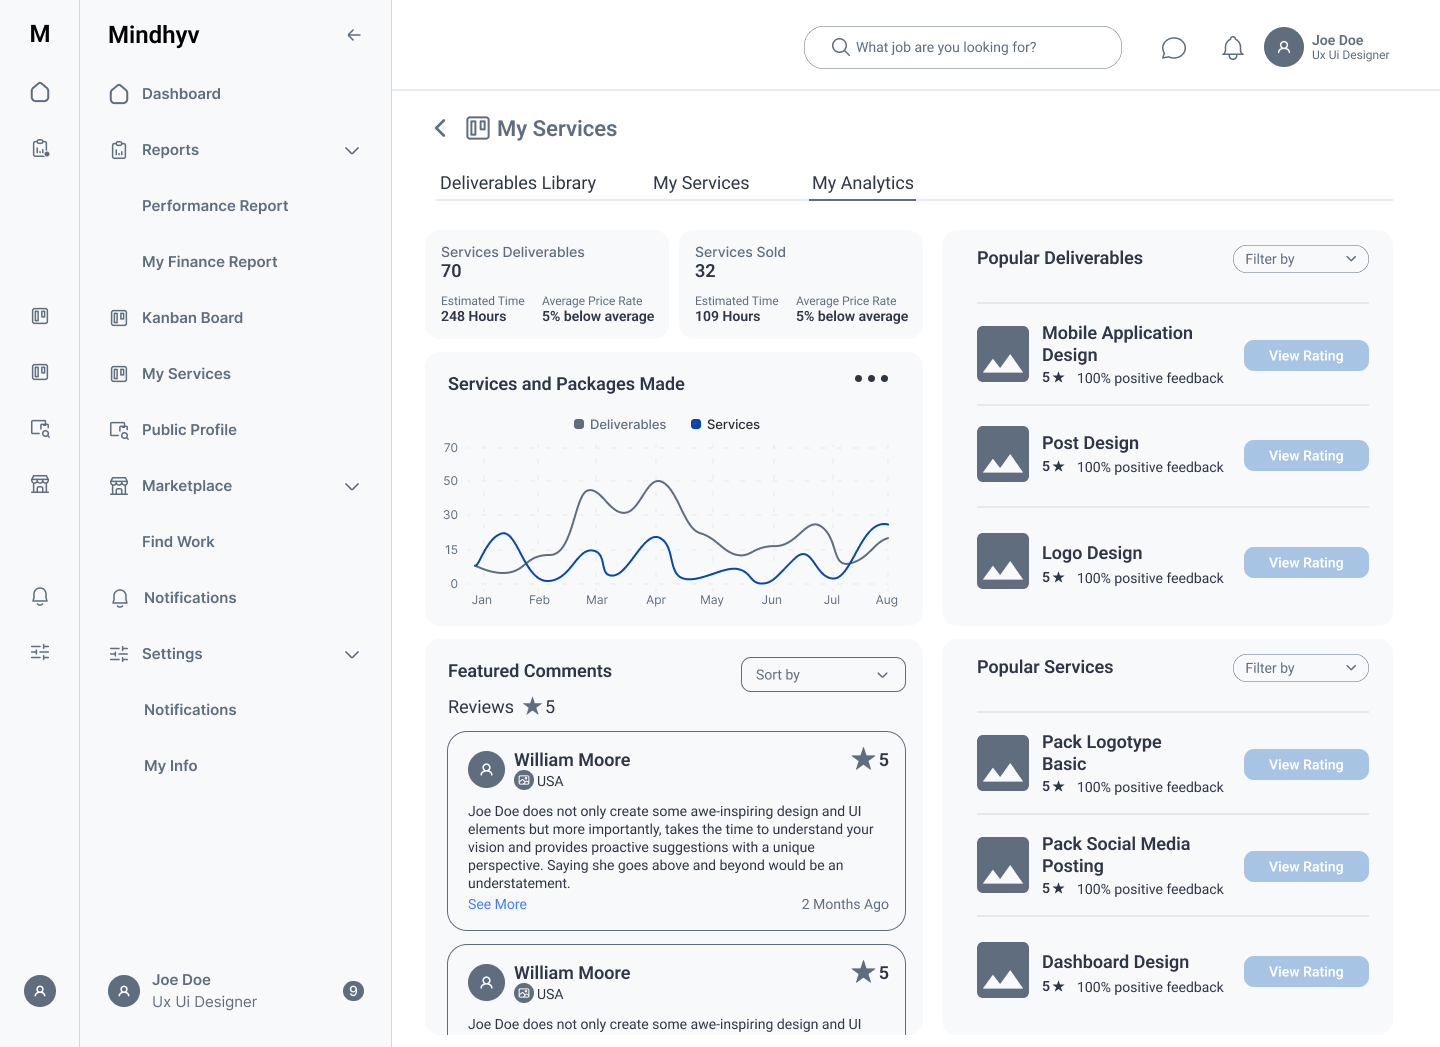 M
Mindhyv
Dashboard
Reports
Performance Report
My Finance Report
Kanban Board
My Services
Public Profile
Marketplace
Find Work
Notifications
Settings
Notifications
My Info
Joe Doe
Ux Ui Designer
9
What job are you looking for?
Joe Doe
Ux Ui Designer
My Services
Deliverables Library
My Services
My Analytics
Services Deliverables
70
Estimated Time
248 Hours
Average Price Rate
5% below average
Services Sold
32
Estimated Time
109 Hours
Average Price Rate
5% below average
Services and Packages Made
Deliverables
Services
70
50
30
15
0
Jan
Feb
Mar
Apr
May
Jun
Jul
Aug
Featured Comments
Sort by
Reviews ★ 5
William Moore
★ 5
USA
Joe Doe does not only create some awe-inspiring design and UI
elements but more importantly, takes the time to understand your
vision and provides proactive suggestions with a unique
perspective. Saying she goes above and beyond would be an
understatement.
See More
2 Months Ago
William Moore
★ 5
USA
Joe Doe does not only create some awe-inspiring design and UI
Popular Deliverables
Filter by
Mobile Application
Design
5 ★ 100% positive feedback
View Rating
Post Design
5 ★ 100% positive feedback
View Rating
Logo Design
5 ★ 100% positive feedback
View Rating
Popular Services
Filter by
Pack Logotype
Basic
5 ★ 100% positive feedback
View Rating
Pack Social Media
Posting
5 ★ 100% positive feedback
View Rating
Dashboard Design
5 ★ 100% positive feedback
View Rating